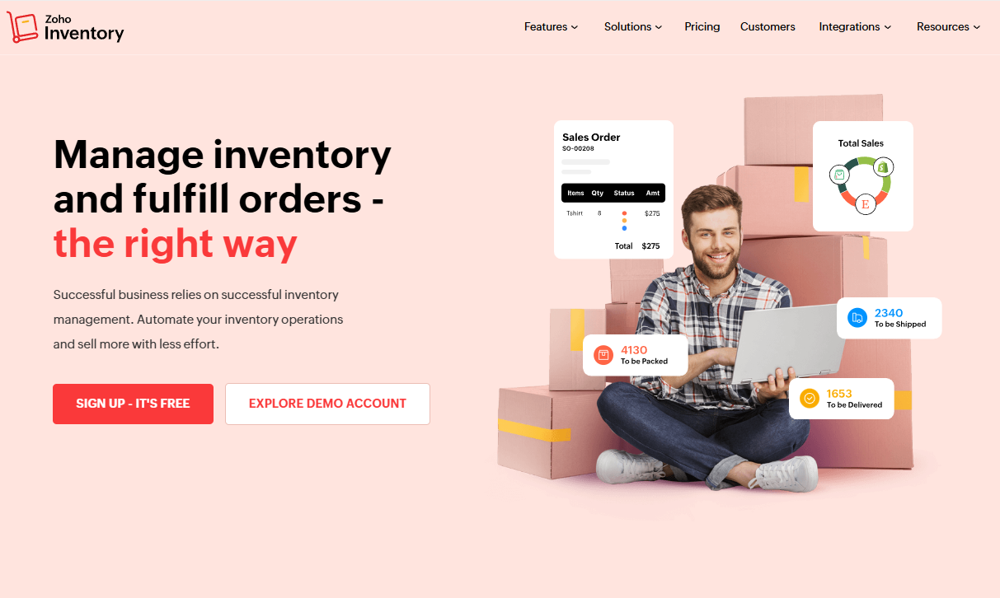 Zoho
Inventory
Features
Solutions
Pricing
Customers
Integrations
Resources
Manage inventory
and fulfill orders -
the right way
Successful business relies on successful inventory
management. Automate your inventory operations
and sell more with less effort.
SIGN UP - IT'S FREE
EXPLORE DEMO ACCOUNT
Sales Order
SO-00208
Items Qty Status Amt
Tshirt 8 $275
Total $275
Total Sales
E
2340
To be Shipped
4130
To be Packed
1653
To be Delivered